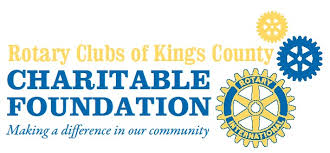 Rotary Clubs of Kings County
CHARITABLE
FOUNDATION
Making a difference in our community
ROTARY
INTERNATIONAL